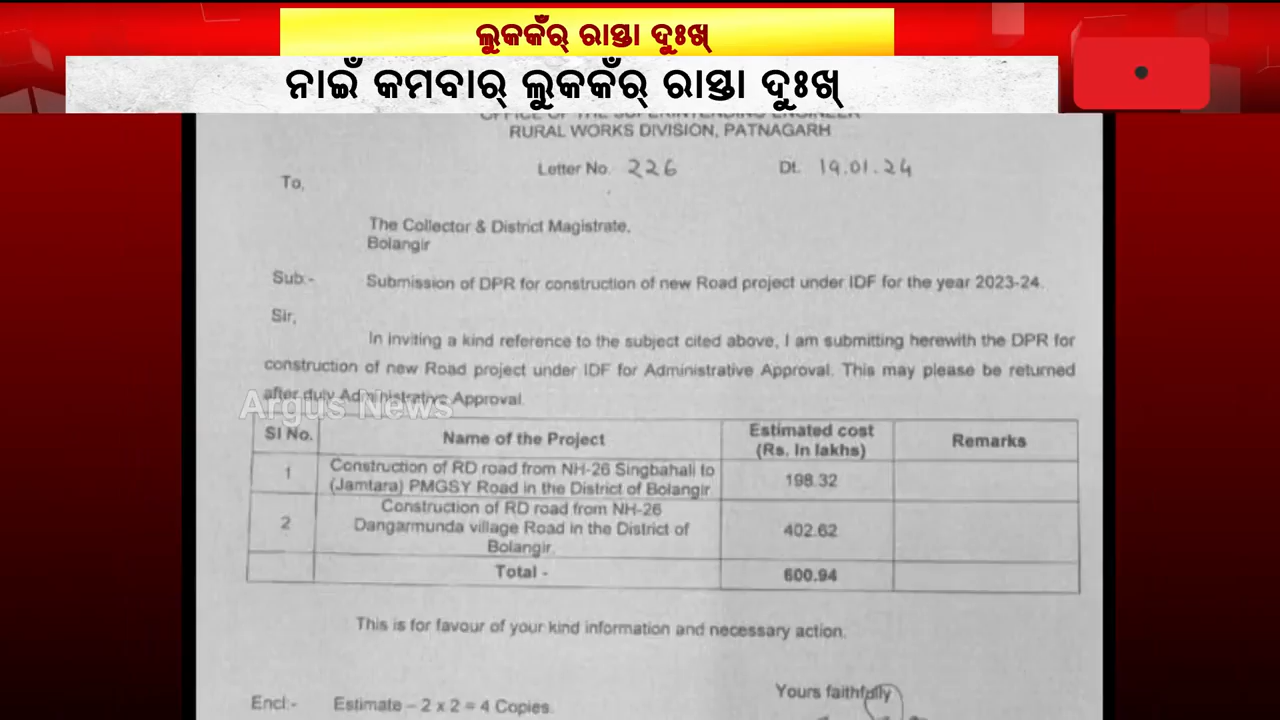 ଲୁକକଁର୍ ରାସ୍ତା ଦୁଃଖ୍
ନାଇଁ କମବାର୍ ଲୁକକଁର୍ ରାସ୍ତା ଦୁଃଖ୍
OFFICE OF THE SUPERINTENDING ENGINEER
RURAL WORKS DIVISION, PATNAGARH
Letter No. 226 Dt. 19.01.24
To,
The Collector & District Magistrate,
Bolangir
Sub:- Submission of DPR for construction of new Road project under IDF for the year 2023-24.
Sir,
In inviting a kind reference to the subject cited above, I am submitting herewith the DPR for
construction of new Road project under IDF for Administrative Approval. This may please be returned
after duly Administrative Approval.
Argus News
Sl No. Name of the Project Estimated cost (Rs. In lakhs) Remarks
1 Construction of RD road from NH-26 Singbahali to
(Jamtara) PMGSY Road in the District of Bolangir 198.32
2 Construction of RD road from NH-26
Dangarmunda village Road in the District of
Bolangir. 402.62
Total - 600.94
This is for favour of your kind information and necessary action.
Yours faithfully
Encl:- Estimate – 2 x 2 = 4 Copies.